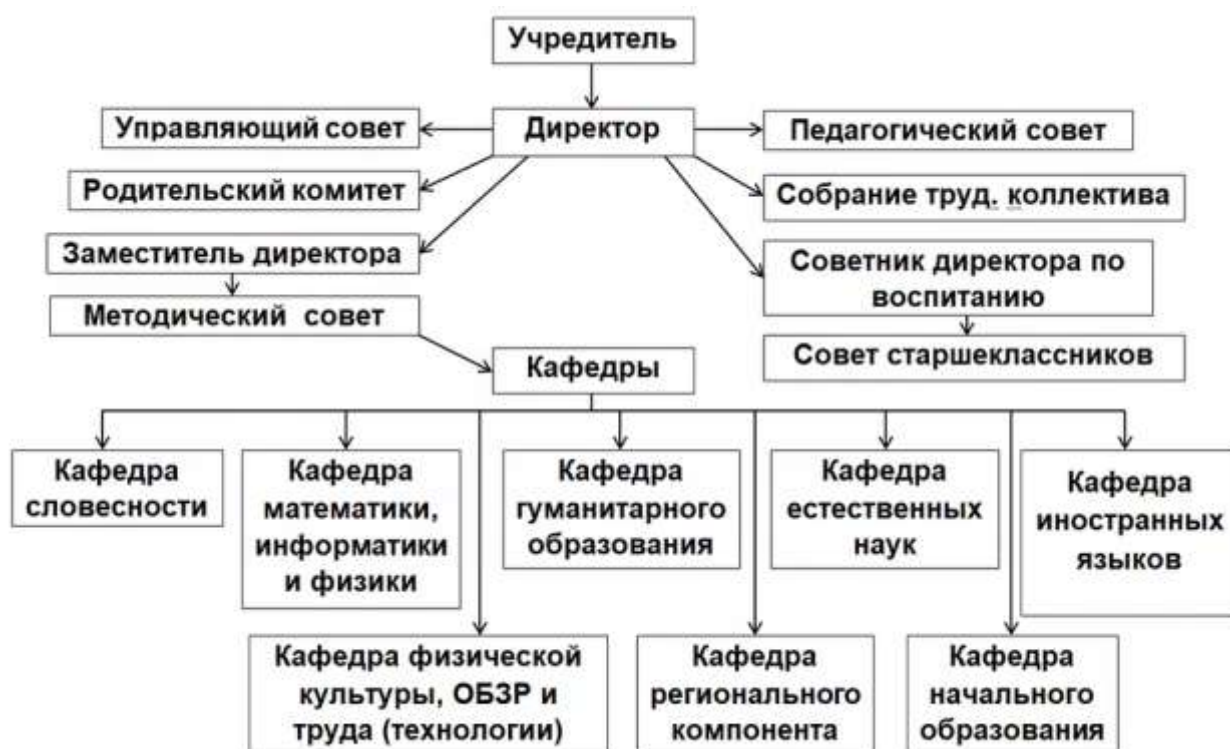 Учредитель
Управляющий совет
Директор
Педагогический совет
Родительский комитет
Собрание труд. коллектива
Заместитель директора
Советник директора по
воспитанию
Методический совет
Совет старшеклассников
Кафедры
Кафедра
словесности
Кафедра
математики,
информатики
и физики
Кафедра
гуманитарного
образования
Кафедра
естественных
наук
Кафедра
иностранных
языков
Кафедра физической
культуры, ОБЗР и
труда (технологии)
Кафедра
регионального
компонента
Кафедра
начального
образования